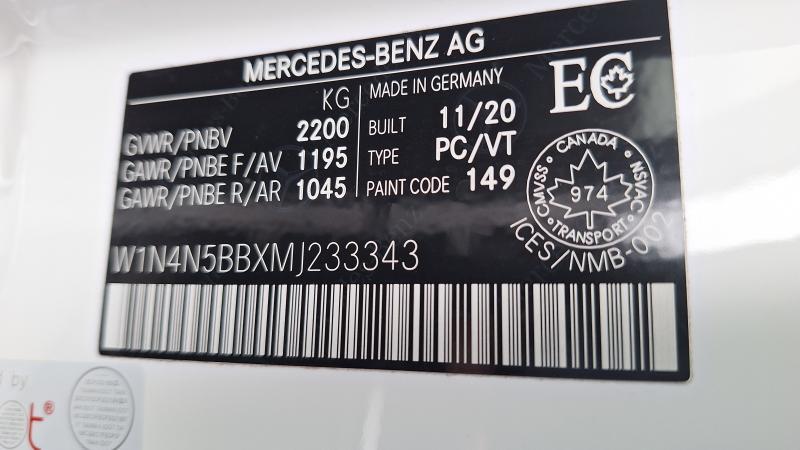 MERCEDES-BENZ AG
KG
GVWR/PNBV 2200
GAWR/PNBE F/AV 1195
GAWR/PNBE R/AR 1045
MADE IN GERMANY
BUILT 11/20
TYPE PC/VT
PAINT CODE 149
EC
CANADA
CMVSS 974 NSVAC
TRANSPORT
ICES/NMB-002
W1N4N5BBXMJ233343
by
t®